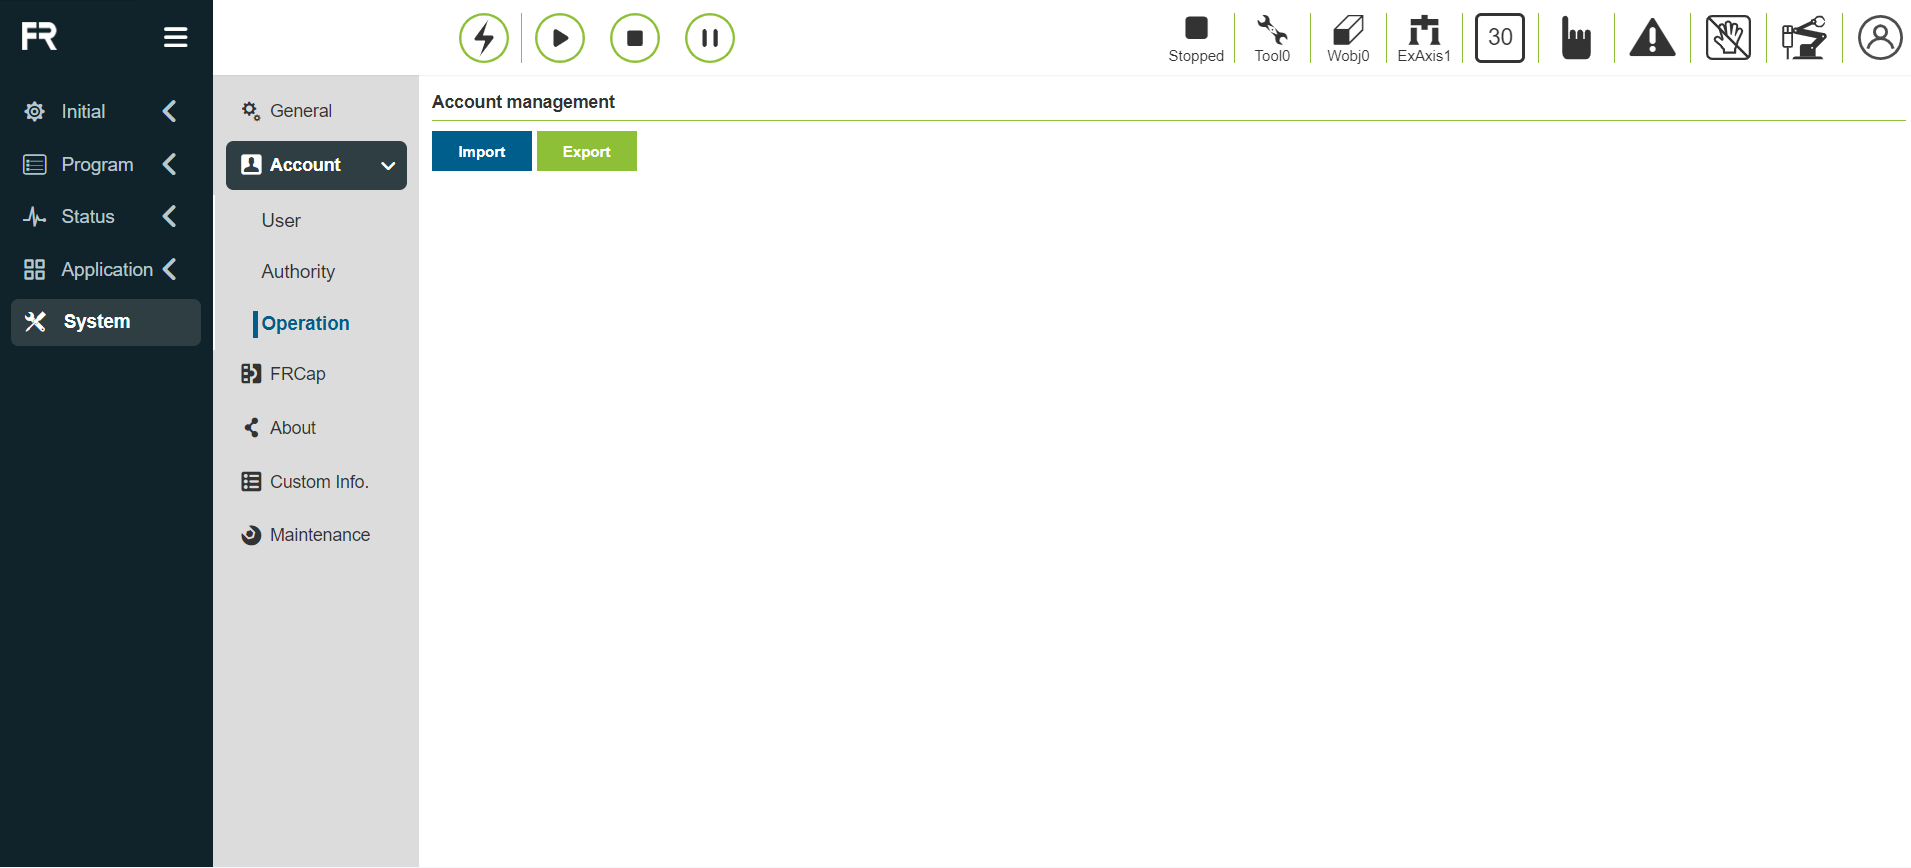 FR
Stopped
Tool0
Wobj0
ExAxis1
30
Initial
Program
Status
Application
System
General
Account
User
Authority
Operation
FRCap
About
Custom Info.
Maintenance
Account management
Import
Export